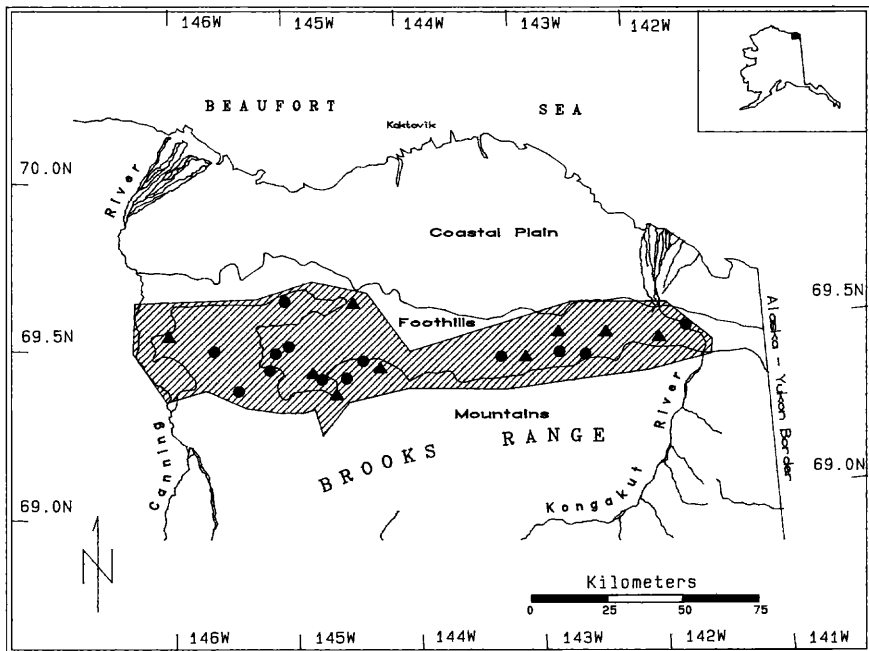 146W 145W 144W 143W 142W
BEAUFORT SEA
Kaktovik
70.0N
River
Coastal Plain
69.5N
Foothills
69.5N
Alaska - Yukon Border
Mountains
River
BROOKS RANGE
Canning
69.0N
Kongakut
69.0N
N
Kilometers
0 25 50 75
146W 145W 144W 143W 142W 141W